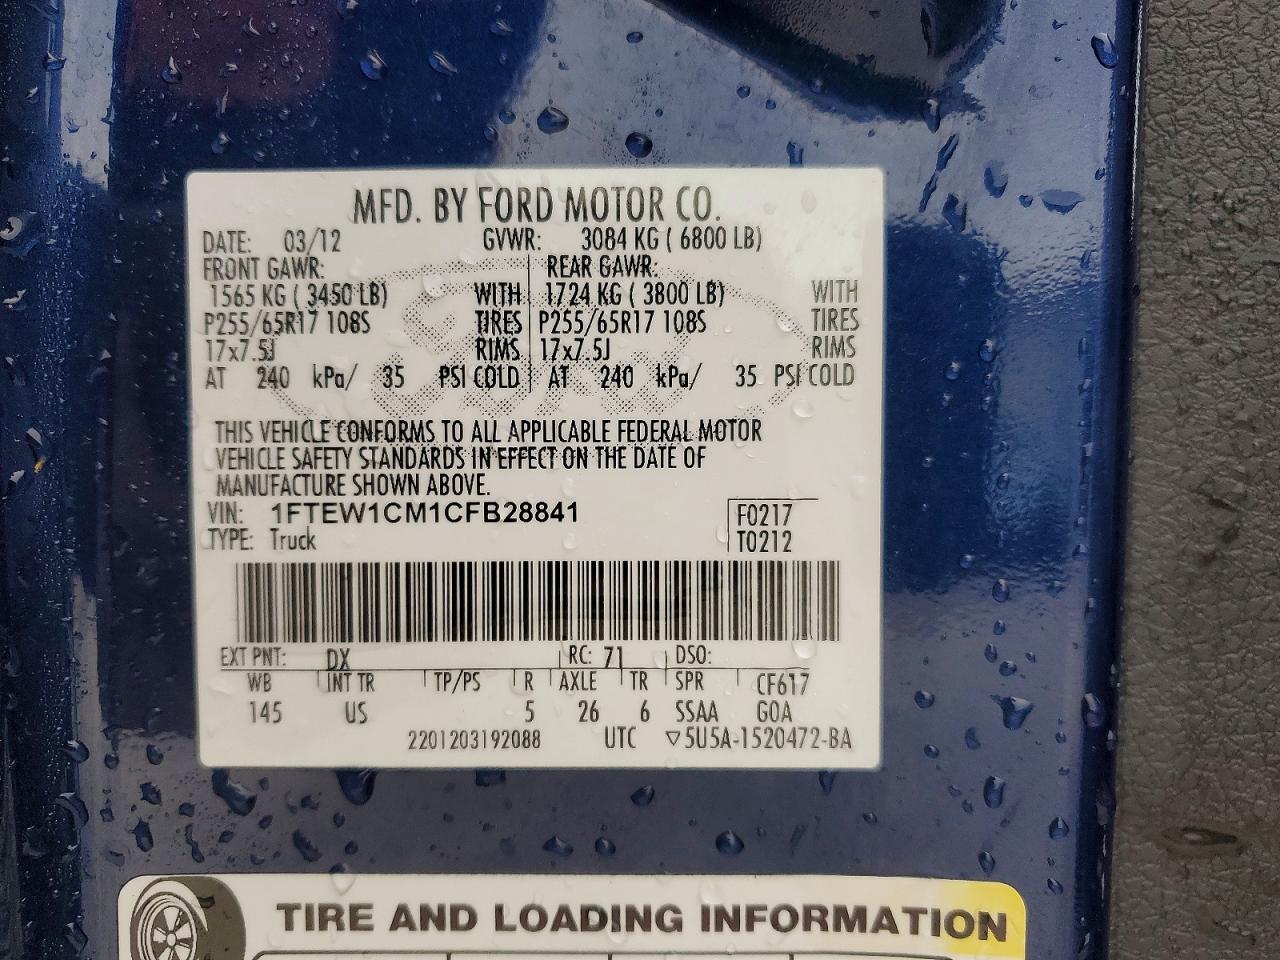 MFD. BY FORD MOTOR CO.
DATE: 03/12 GVWR: 3084 KG ( 6800 LB)
FRONT GAWR: REAR GAWR:
1565 KG ( 3450 LB) WITH 1724 KG ( 3800 LB) WITH
P255/65R17 108S TIRES P255/65R17 108S TIRES
17x7.5J RIMS 17x7.5J RIMS
AT 240 kPa/ 35 PSI COLD AT 240 kPa/ 35 PSI COLD
THIS VEHICLE CONFORMS TO ALL APPLICABLE FEDERAL MOTOR
VEHICLE SAFETY STANDARDS IN EFFECT ON THE DATE OF
MANUFACTURE SHOWN ABOVE.
VIN: 1FTEW1CM1CFB28841 F0217
TYPE: Truck T0212
EXT PNT: DX RC: 71 DSO:
WB INT TR TP/PS R AXLE TR SPR CF617
145 US 5 26 6 SSAA GOA
2201203192088 UTC ▽5U5A-1520472-BA
TIRE AND LOADING INFORMATION